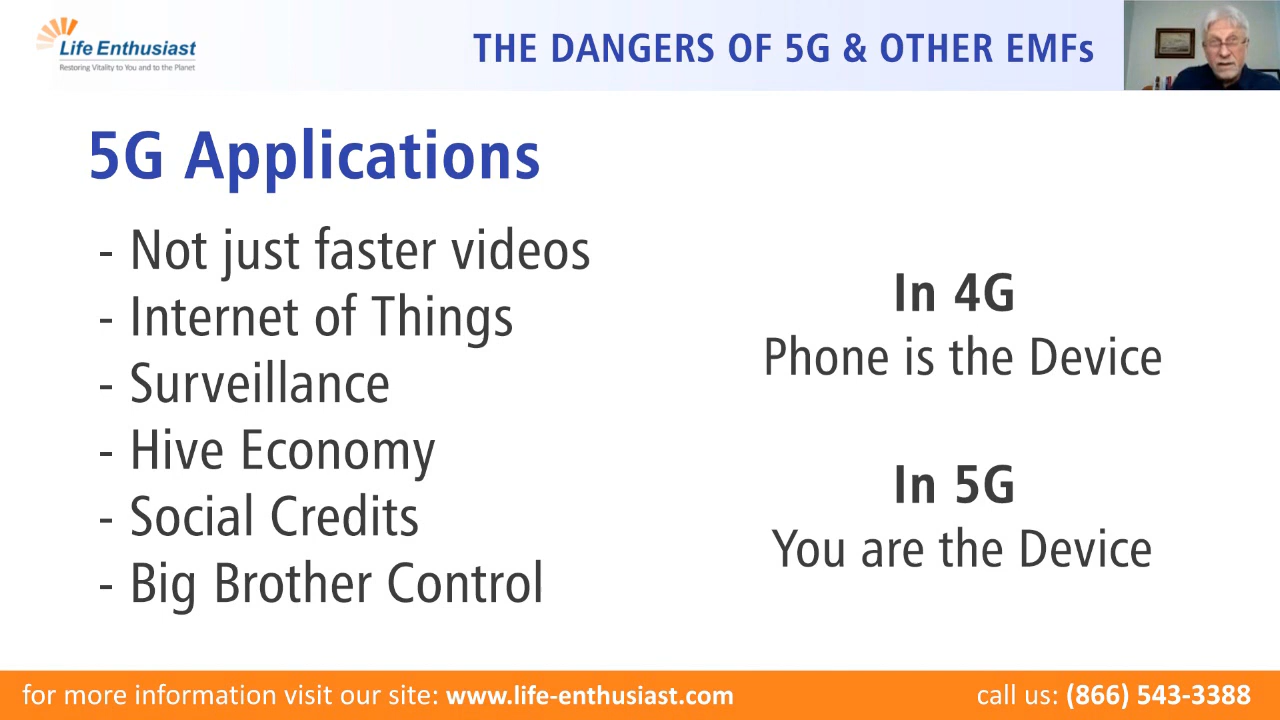 Life Enthusiast
Restoring Vitality to You and to the Planet
THE DANGERS OF 5G & OTHER EMFs
5G Applications
- Not just faster videos
- Internet of Things
- Surveillance
- Hive Economy
- Social Credits
- Big Brother Control
In 4G
Phone is the Device
In 5G
You are the Device
for more information visit our site: www.life-enthusiast.com
call us: (866) 543-3388